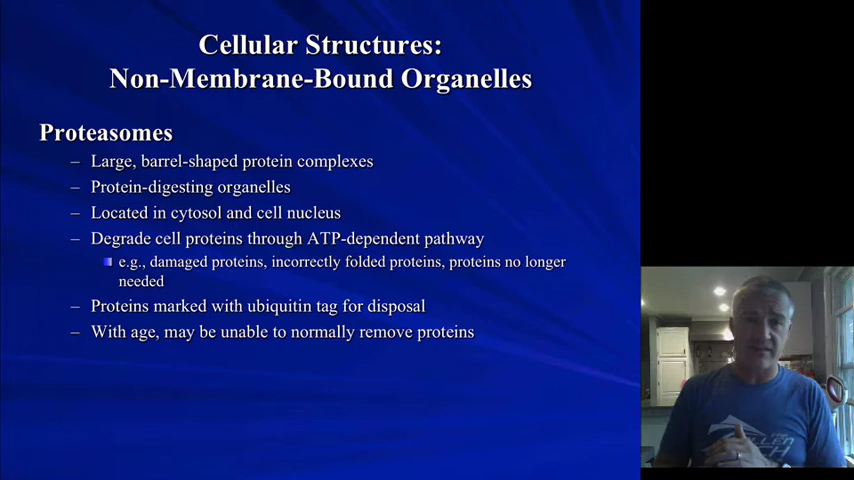 Cellular Structures:
Non-Membrane-Bound Organelles
Proteasomes
– Large, barrel-shaped protein complexes
– Protein-digesting organelles
– Located in cytosol and cell nucleus
– Degrade cell proteins through ATP-dependent pathway
e.g., damaged proteins, incorrectly folded proteins, proteins no longer
needed
– Proteins marked with ubiquitin tag for disposal
– With age, may be unable to normally remove proteins